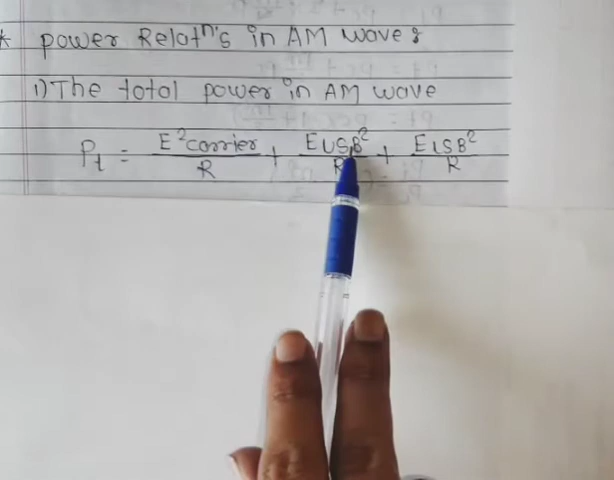 * power Relatⁿ's in AM wave :
1) The total power in AM wave
Pt = E²carrier/R + EUSB²/R + ELSB²/R